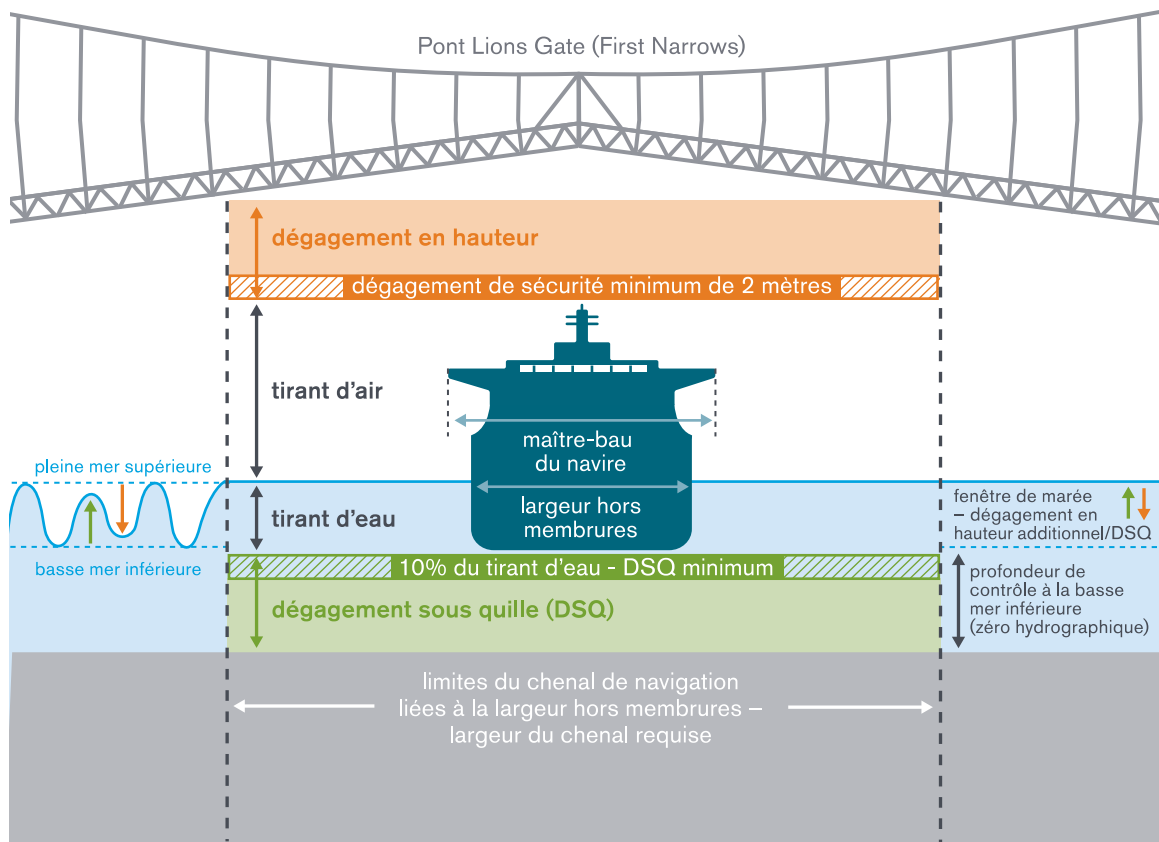 Pont Lions Gate (First Narrows)
dégagement en hauteur
dégagement de sécurité minimum de 2 mètres
tirant d'air
maître-bau
du navire
pleine mer supérieure
tirant d'eau
largeur hors
membrures
fenêtre de marée
– dégagement en
hauteur additionnel/DSQ
basse mer inférieure
10% du tirant d'eau - DSQ minimum
dégagement sous quille (DSQ)
profondeur de
contrôle à la basse
mer inférieure
(zéro hydrographique)
limites du chenal de navigation
liées à la largeur hors membrures –
largeur du chenal requise